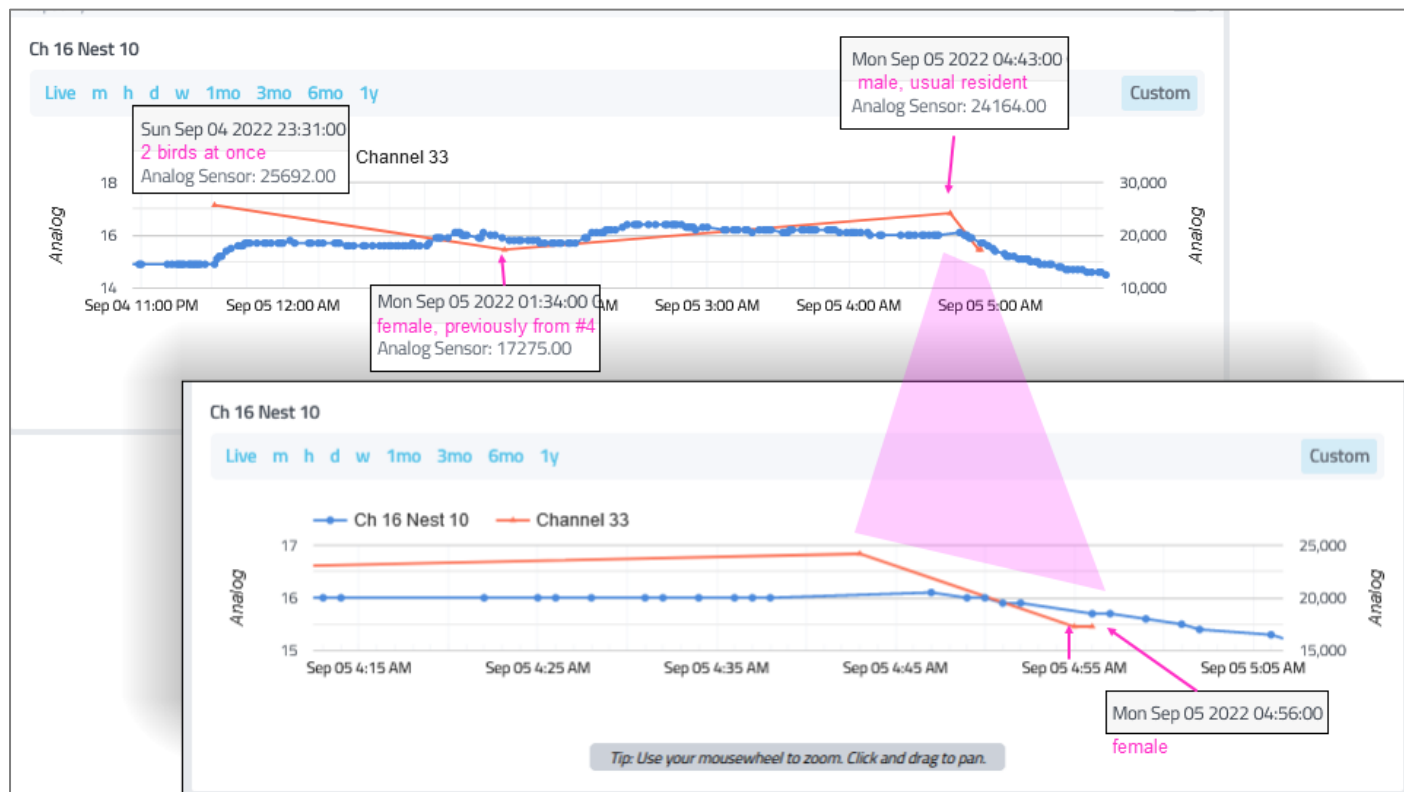 Ch 16 Nest 10
Live m h d w 1mo 3mo 6mo 1y
Custom
Sun Sep 04 2022 23:31:00
2 birds at once
Analog Sensor: 25692.00
Mon Sep 05 2022 04:43:00
male, usual resident
Analog Sensor: 24164.00
Channel 33
18
16
14
Analog
30,000
20,000
10,000
Analog
Sep 04 11:00 PM
Sep 05 12:00 AM
Sep 05 3:00 AM
Sep 05 4:00 AM
Sep 05 5:00 AM
Mon Sep 05 2022 01:34:00
female, previously from #4
Analog Sensor: 17275.00
Ch 16 Nest 10
Live m h d w 1mo 3mo 6mo 1y
Custom
Ch 16 Nest 10
Channel 33
17
16
15
Analog
25,000
20,000
15,000
Analog
Sep 05 4:15 AM
Sep 05 4:25 AM
Sep 05 4:35 AM
Sep 05 4:45 AM
Sep 05 4:55 AM
Sep 05 5:05 AM
Mon Sep 05 2022 04:56:00
female
Tip: Use your mousewheel to zoom. Click and drag to pan.